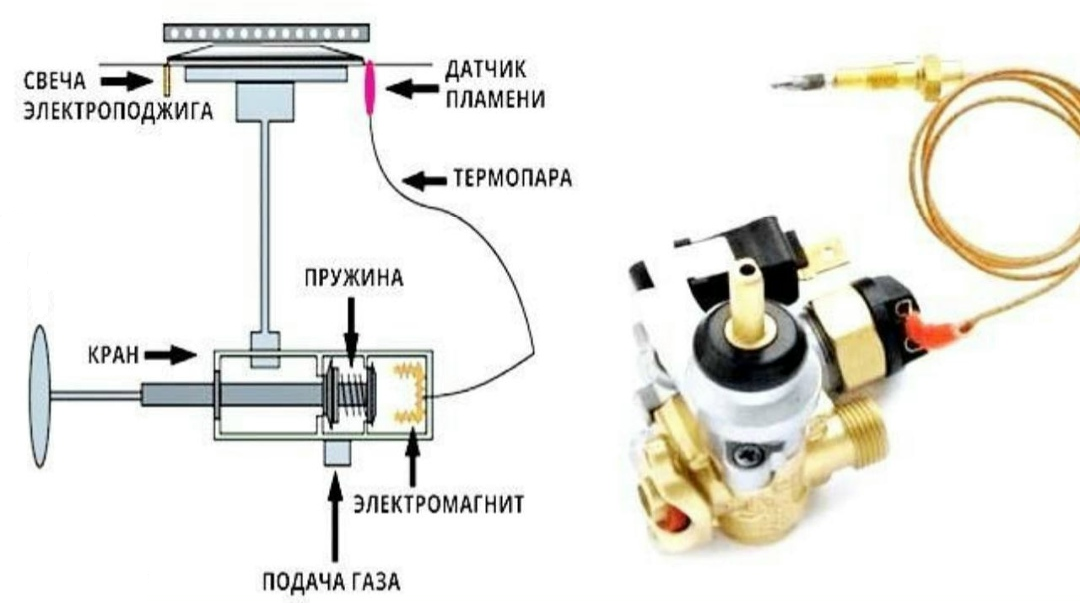 СВЕЧА
ЭЛЕКТРОПОДЖИГА
ДАТЧИК
ПЛАМЕНИ
ТЕРМОПАРА
ПРУЖИНА
КРАН
ЭЛЕКТРОМАГНИТ
ПОДАЧА ГАЗА